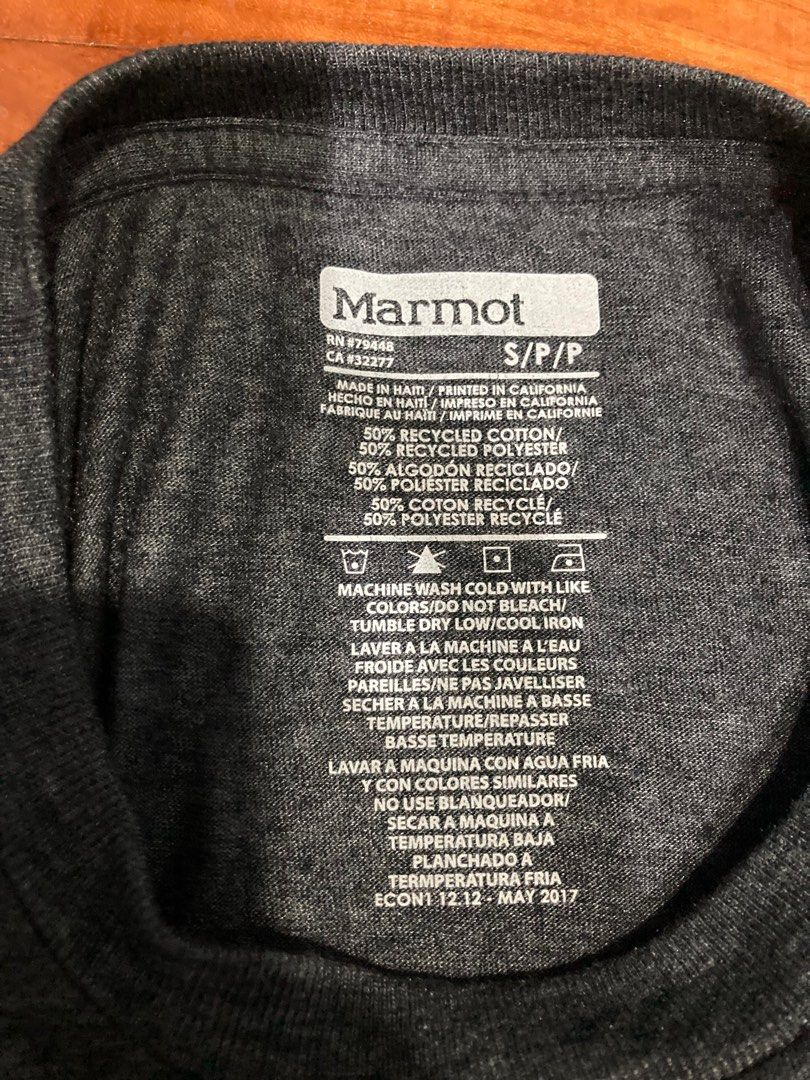 Marmot
RN #79448
CA #32277
S/P/P
MADE IN HAITI / PRINTED IN CALIFORNIA
HECHO EN HAITÍ / IMPRESO EN CALIFORNIA
FABRIQUE AU HAÏTI / IMPRIME EN CALIFORNIE
50% RECYCLED COTTON/
50% RECYCLED POLYESTER
50% ALGODÓN RECICLADO/
50% POLIÉSTER RECICLADO
50% COTON RECYCLÉ/
50% POLYESTER RECYCLÉ
MACHINE WASH COLD WITH LIKE
COLORS/DO NOT BLEACH/
TUMBLE DRY LOW/COOL IRON
LAVER A LA MACHINE A L'EAU
FROIDE AVEC LES COULEURS
PAREILLES/NE PAS JAVELLISER
SECHER A LA MACHINE A BASSE
TEMPERATURE/REPASSER
BASSE TEMPERATURE
LAVAR A MAQUINA CON AGUA FRIA
Y CON COLORES SIMILARES
NO USE BLANQUEADOR/
SECAR A MAQUINA A
TEMPERATURA BAJA
PLANCHADO A
TERMPERATURA FRIA
ECON1 12.12 - MAY 2017